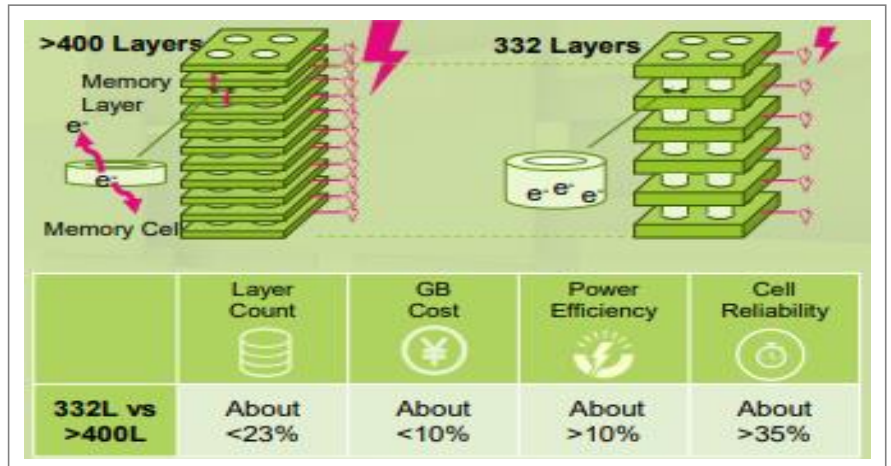 >400 Layers
332 Layers
Memory
Layer
e-
e-
Memory Cel
e- e- e-
Layer
Count
GB
Cost
¥
Power
Efficiency
Cell
Reliability
332L vs
>400L
About
<23%
About
<10%
About
>10%
About
>35%